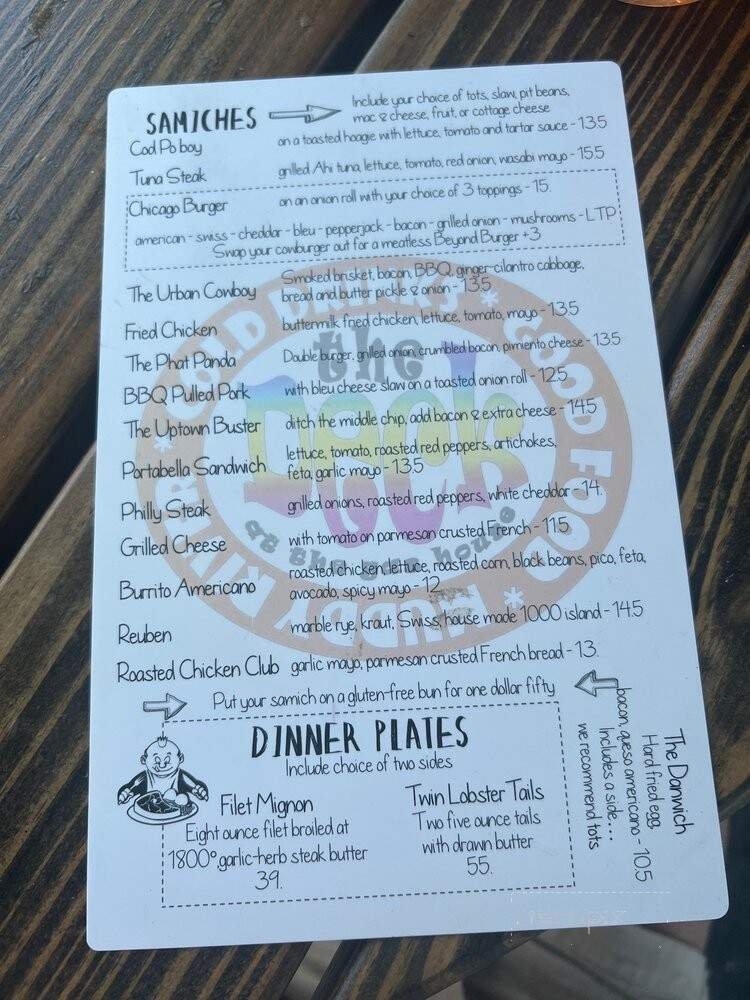 SAMICHES
Include your choice of tots, slaw, pit beans,
mac & cheese, fruit, or cottage cheese
Cod Po boy on a toasted hoagie with lettuce, tomato and tartar sauce - 13.5
Tuna Steak grilled Ahi tuna, lettuce, tomato, red onion, wasabi mayo - 15.5
Chicago Burger on an onion roll with your choice of 3 toppings - 15.
american - swiss - cheddar - bleu - pepperjack - bacon - grilled onion - mushrooms - LTP
Swap your cowburger out for a meatless Beyond Burger +3
The Urban Cowboy Smoked brisket, bacon, BBQ, ginger-cilantro cabbage,
bread and butter pickle & onion - 13.5
Fried Chicken buttermilk fried chicken, lettuce, tomato, mayo - 13.5
The Phat Panda Double burger, grilled onion, crumbled bacon, pimiento cheese - 13.5
BBQ Pulled Pork with bleu cheese slaw on a toasted onion roll - 12.5
The Uptown Buster ditch the middle chip, add bacon & extra cheese - 14.5
Portabella Sandwich lettuce, tomato, roasted red peppers, artichokes,
feta, garlic mayo - 13.5
Philly Steak grilled onions, roasted red peppers, white cheddar - 14.
Grilled Cheese with tomato on parmesan crusted French - 11.5
Burrito Americano roasted chicken, lettuce, roasted corn, black beans, pico, feta,
avocado, spicy mayo - 12
Reuben marble rye, kraut, Swiss, house made 1000 island - 14.5
Roasted Chicken Club garlic mayo, parmesan crusted French bread - 13.
Put your samich on a gluten-free bun for one dollar fifty
DINNER PLATES
Include choice of two sides
Filet Mignon
Eight ounce filet broiled at
1800° garlic-herb steak butter
39.
Twin Lobster Tails
Two five ounce tails
with drawn butter
55.
The Danwich
Hard fried egg,
bacon, queso americano - 10.5
Includes a side....
we recommend tots
the
Deck
at the gas house
COLD DRINKS * GOOD FOOD * MUDDY RIVER *